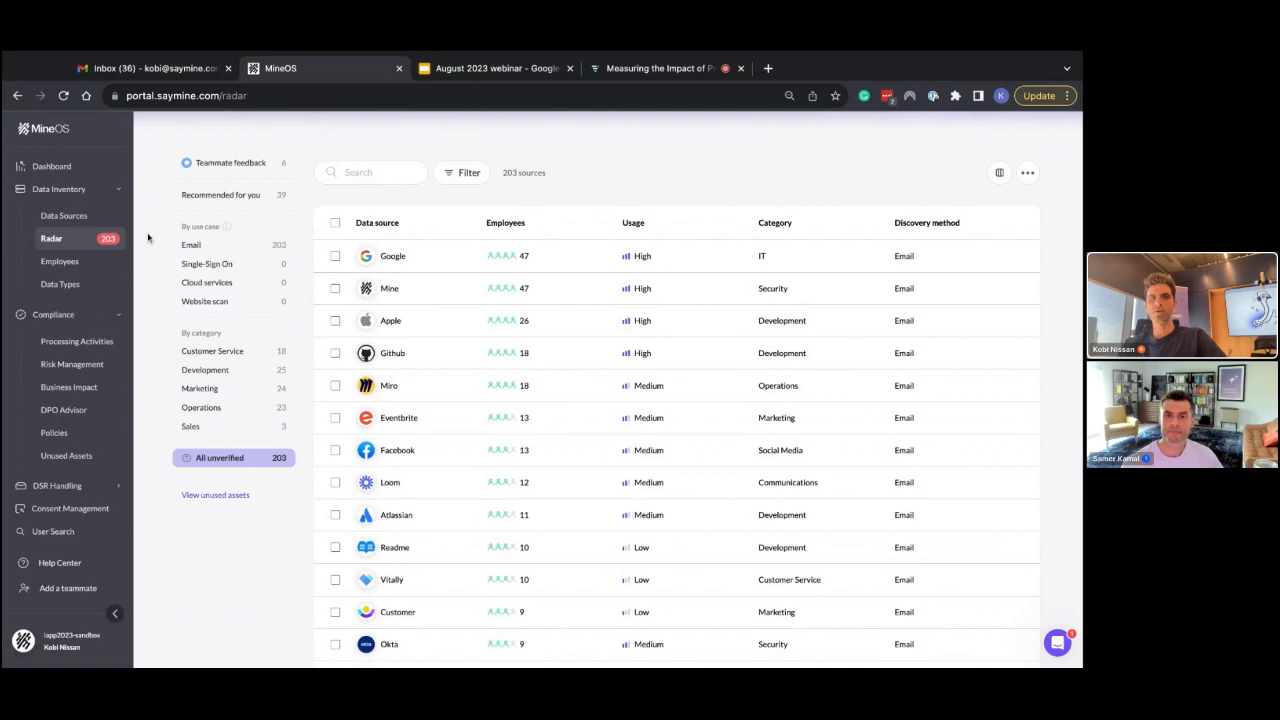 Inbox (36) - kobi@saymine.co
MineOS
August 2023 webinar - Google
Measuring the Impact of P
portal.saymine.com/radar
7
K
Update
MineOS
Dashboard
Data Inventory
Data Sources
Radar 203
Employees
Data Types
Compliance
Processing Activities
Risk Management
Business Impact
DPO Advisor
Policies
Unused Assets
DSR Handling
Consent Management
User Search
Help Center
Add a teammate
iapp2023-sandbox
Kobi Nissan
Teammate feedback 6
Recommended for you 39
By use case
Email 203
Single-Sign On 0
Cloud services 0
Website scan 0
By category
Customer Service 18
Development 25
Marketing 24
Operations 23
Sales 3
All unverified 203
View unused assets
Search
Filter
203 sources
Data source Employees Usage Category Discovery method
Google 47 High IT Email
Mine 47 High Security Email
Apple 26 High Development Email
Github 18 High Development Email
Miro 18 Medium Operations Email
Eventbrite 13 Medium Marketing Email
Facebook 13 Medium Social Media Email
Loom 12 Medium Communications Email
Atlassian 11 Medium Development Email
Readme 10 Low Development Email
Vitally 10 Low Customer Service Email
Customer 9 Low Marketing Email
okta Okta 9 Medium Security Email
1
Kobi Nissan
Samer Kamal